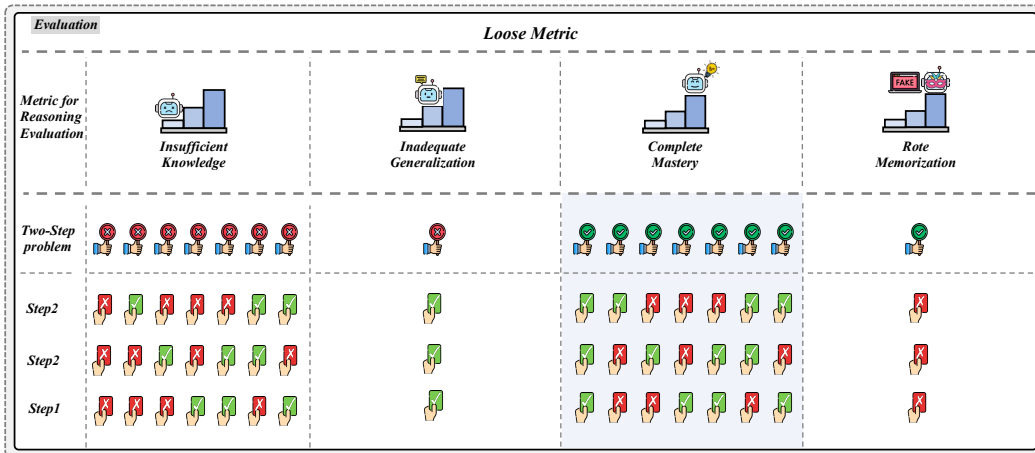 Evaluation
Loose Metric
Metric for
Reasoning
Evaluation
Insufficient
Knowledge
Inadequate
Generalization
Complete
Mastery
FAKE
Rote
Memorization
Two-Step
problem
Step2
Step2
Step1